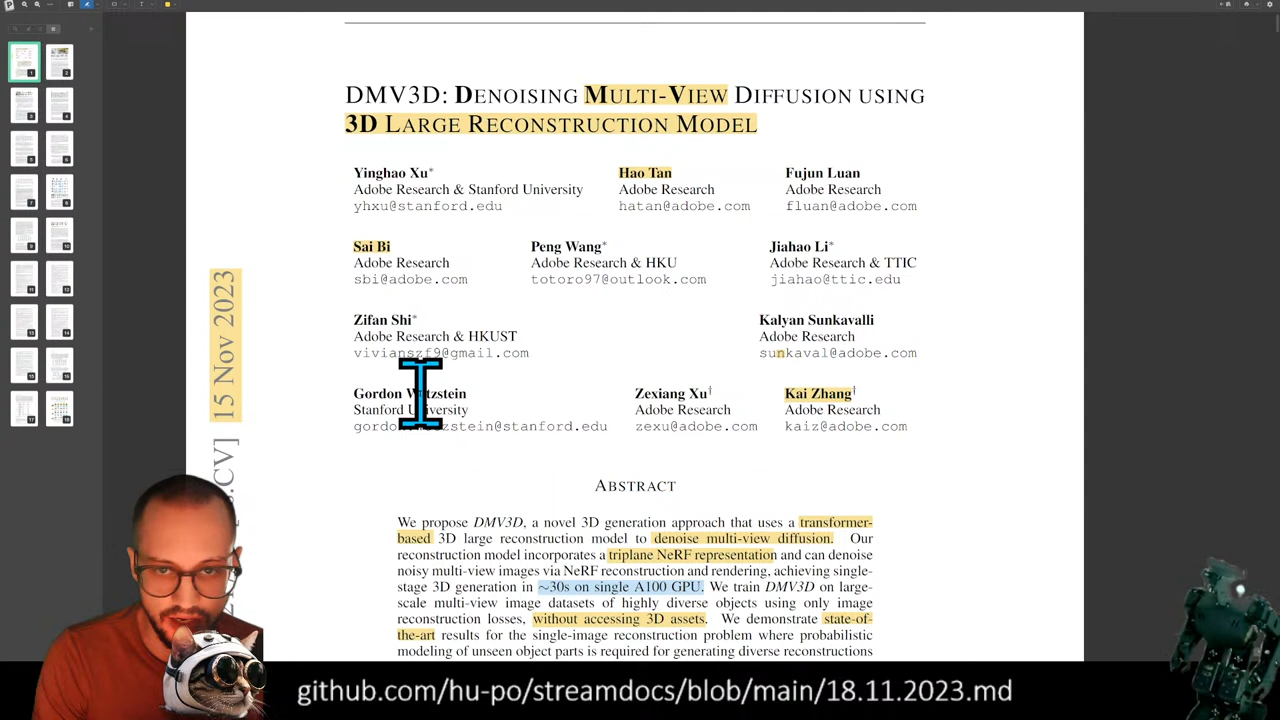 DMV3D: DENOISING MULTI-VIEW DIFFUSION USING
3D LARGE RECONSTRUCTION MODEL
Yinghao Xu* Hao Tan Fujun Luan
Adobe Research & Stanford University Adobe Research Adobe Research
yhxu@stanford.edu hatan@adobe.com fluan@adobe.com
Sai Bi Peng Wang* Jiahao Li*
Adobe Research Adobe Research & HKU Adobe Research & TTIC
sbi@adobe.com totoro97@outlook.com jiahao@ttic.edu
Zifan Shi* Kalyan Sunkavalli
Adobe Research & HKUST Adobe Research
vivianszf9@gmail.com sunkaval@adobe.com
Gordon Wetzstein Zexiang Xu† Kai Zhang†
Stanford University Adobe Research Adobe Research
zexu@adobe.com kaiz@adobe.com
15 Nov 2023
ABSTRACT
We propose DMV3D, a novel 3D generation approach that uses a transformer-
based 3D large reconstruction model to denoise multi-view diffusion. Our
reconstruction model incorporates a triplane NeRF representation and can denoise
noisy multi-view images via NeRF reconstruction and rendering, achieving single-
stage 3D generation in ~30s on single A100 GPU. We train DMV3D on large-
scale multi-view image datasets of highly diverse objects using only image
reconstruction losses, without accessing 3D assets. We demonstrate state-of-
the-art results for the single-image reconstruction problem where probabilistic
modeling of unseen object parts is required for generating diverse reconstructions
github.com/hu-po/streamdocs/blob/main/18.11.2023.md